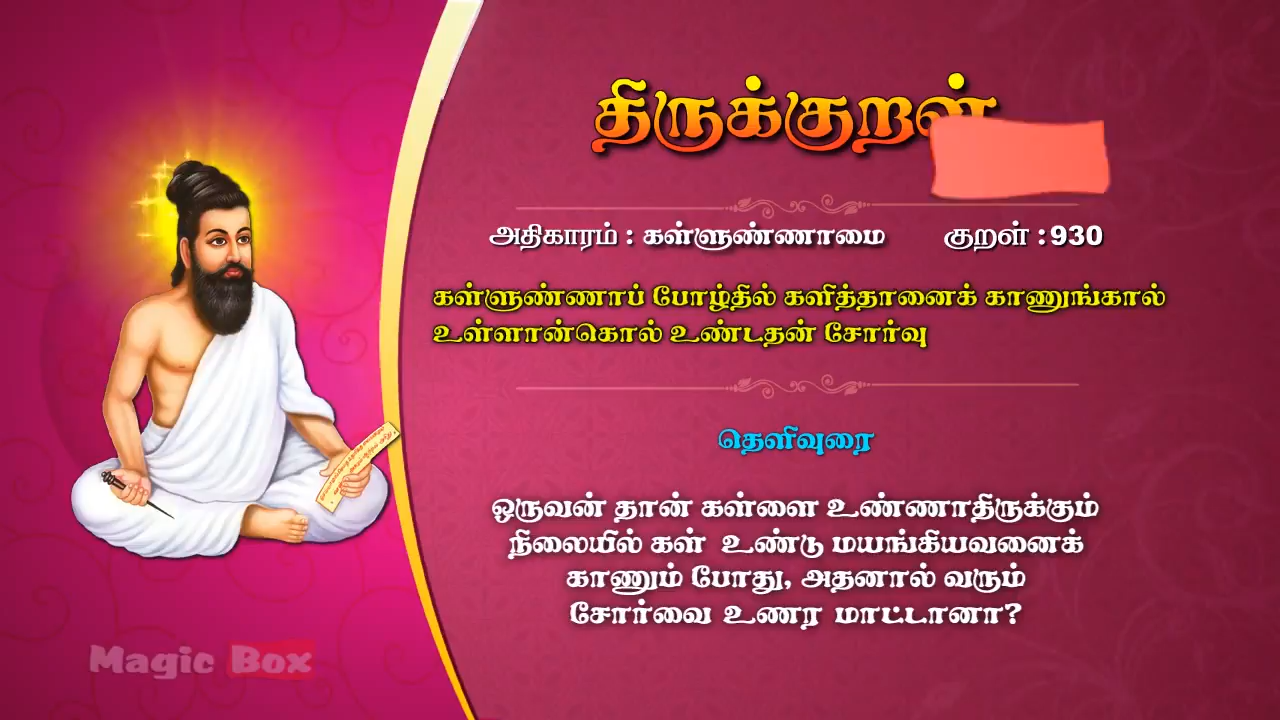 திருக்குறள்
அதிகாரம் : கள்ளுண்ணாமை குறள் :930
கள்ளுண்ணாப் போழ்தில் களித்தானைக் காணுங்கால்
உள்ளான்கொல் உண்டதன் சோர்வு
தெளிவுரை
ஒருவன் தான் கள்ளை உண்ணாதிருக்கும்
நிலையில் கள் உண்டு மயங்கியவனைக்
காணும் போது, அதனால் வரும்
சோர்வை உணர மாட்டானா?
Magic Box